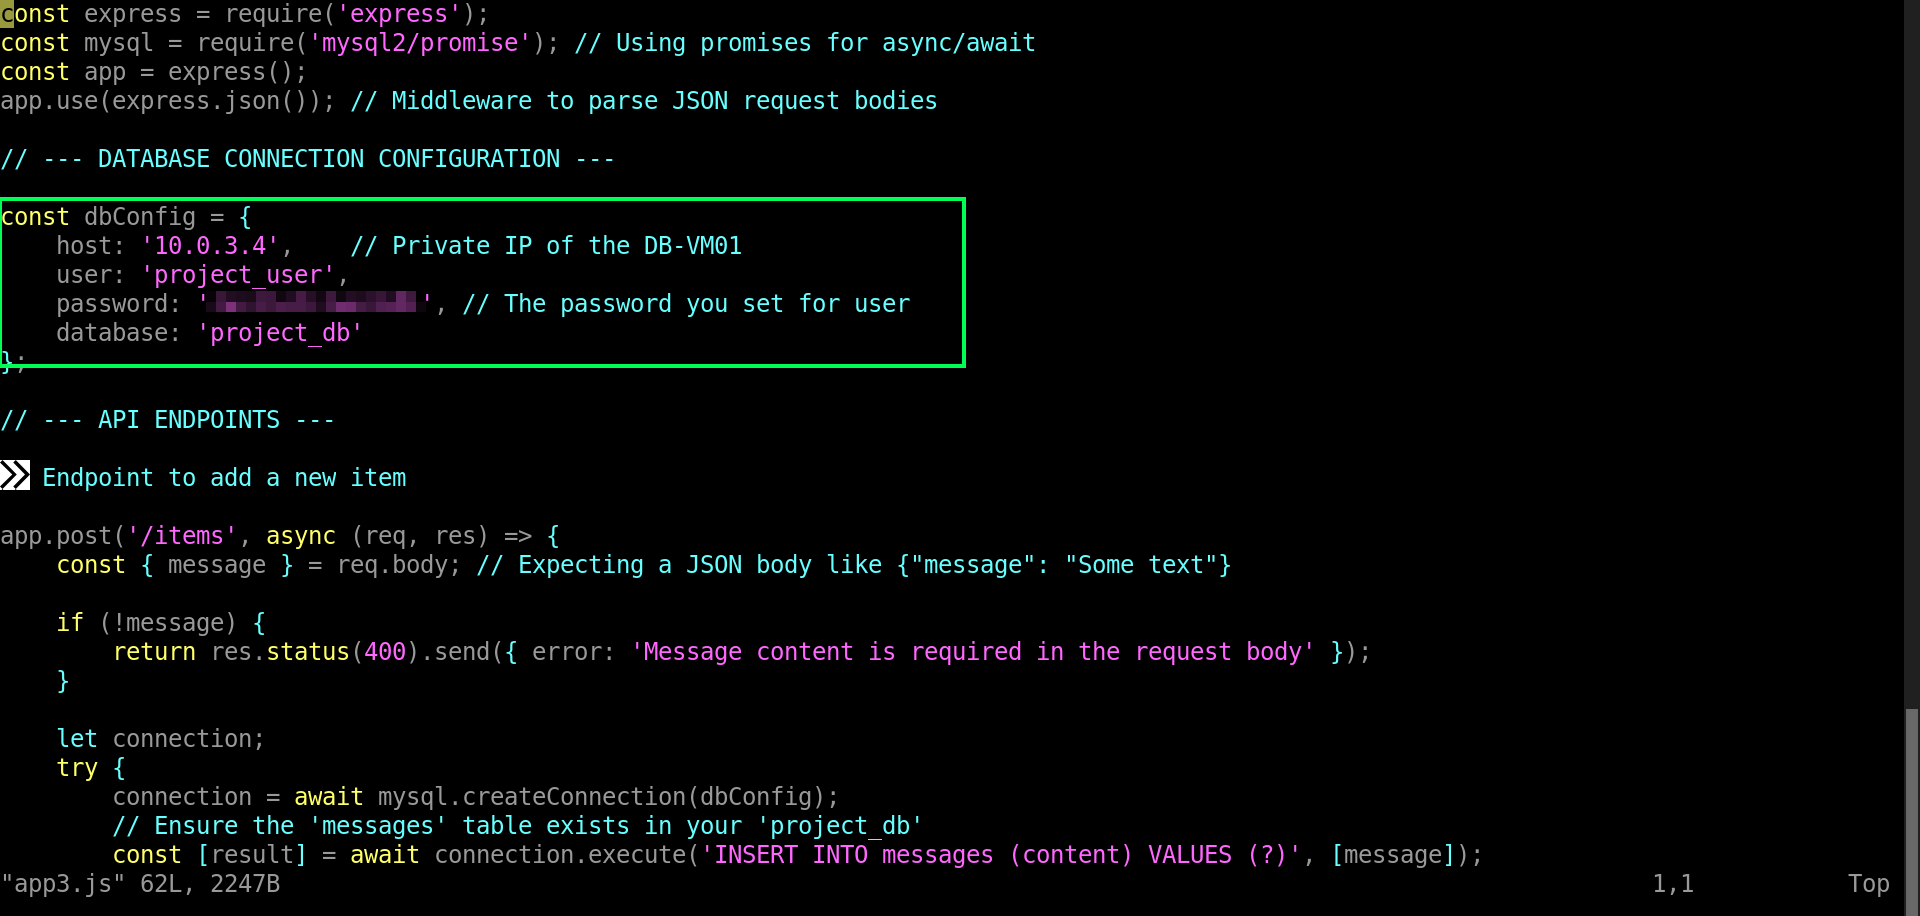 const express = require('express');
const mysql = require('mysql2/promise'); // Using promises for async/await
const app = express();
app.use(express.json()); // Middleware to parse JSON request bodies
// --- DATABASE CONNECTION CONFIGURATION ---
const dbConfig = {
    host: '10.0.3.4',    // Private IP of the DB-VM01
    user: 'project_user',
    password: '', // The password you set for user
    database: 'project_db'
};
// --- API ENDPOINTS ---
Endpoint to add a new item
app.post('/items', async (req, res) => {
    const { message } = req.body; // Expecting a JSON body like {"message": "Some text"}
    if (!message) {
        return res.status(400).send({ error: 'Message content is required in the request body' });
    }
    let connection;
    try {
        connection = await mysql.createConnection(dbConfig);
        // Ensure the 'messages' table exists in your 'project_db'
        const [result] = await connection.execute('INSERT INTO messages (content) VALUES (?)', [message]);
"app3.js" 62L, 2247B 1,1 Top